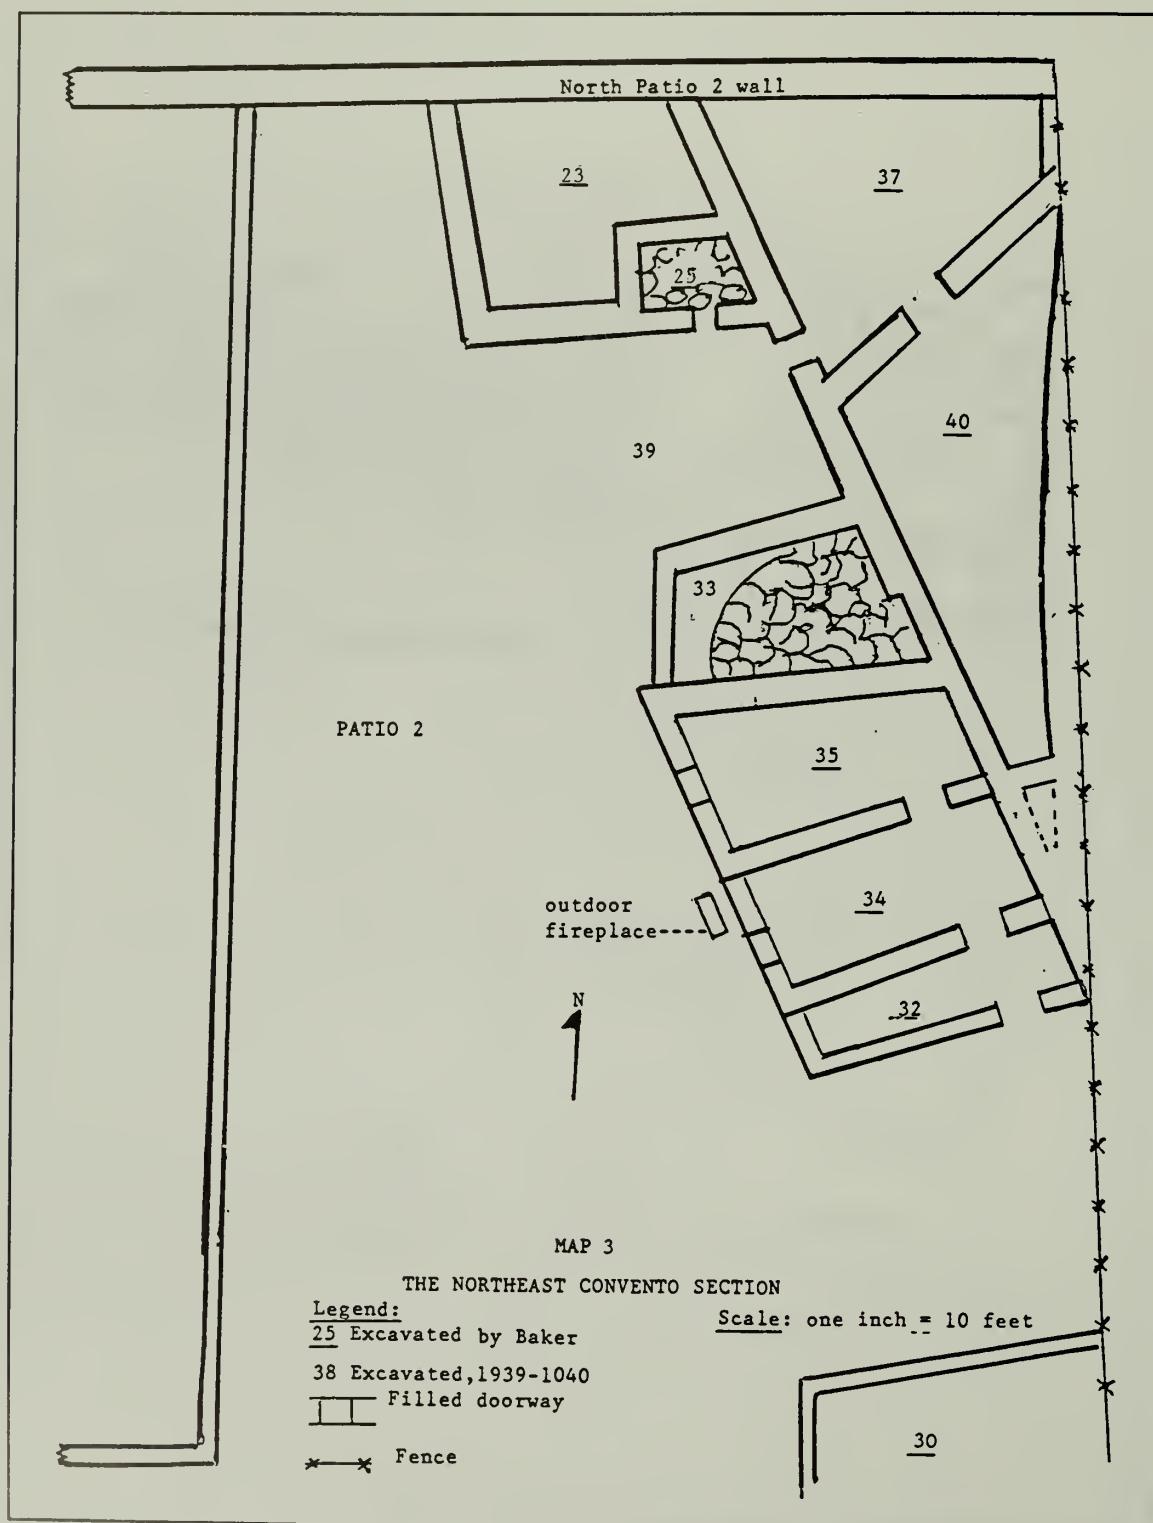 North Patio 2 wall
23
37
25
40
39
33
PATIO 2
35
outdoor
fireplace----
34
N
32
MAP 3
THE NORTHEAST CONVENTO SECTION
Legend:
Scale: one inch = 10 feet
25 Excavated by Baker
38 Excavated,1939-1040
Filled doorway
Fence
30